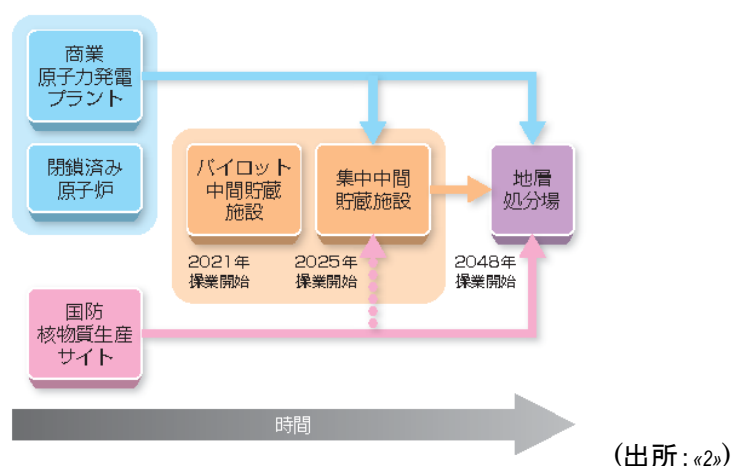 商業
原子力発電
プラント
閉鎖済み
原子炉
パイロット
中間貯蔵
施設
集中中間
貯蔵施設
地層
処分場
2021年
操業開始
2025年
操業開始
2048年
操業開始
国防
核物質生産
サイト
時間
(出所:«2»)